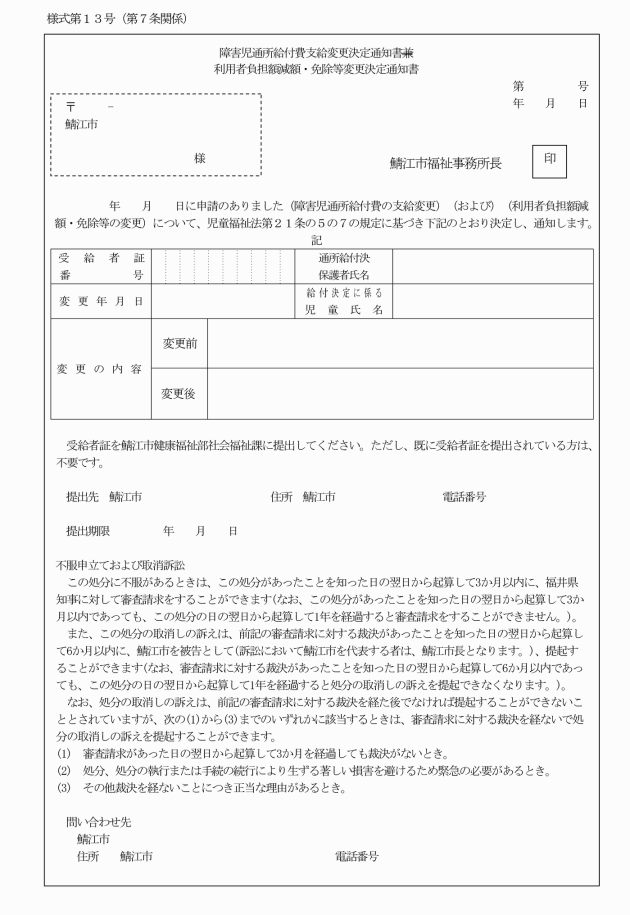 様式第１３号（第７条関係）
障害児通所給付費支給変更決定通知書兼
利用者負担額減額・免除等変更決定通知書
第　　　　　号
年　　月　　日
〒　　　－
鯖江市
様
鯖江市福祉事務所長　　印
年　　月　　日に申請のありました（障害児通所給付費の支給変更）（および）（利用者負担額減
額・免除等の変更）について、児童福祉法第２１条の５の７の規定に基づき下記のとおり決定し、通知します。
記
受給者証
番号
通所給付決
保護者氏名
変更年月日
給付決定に係る
児童氏名
変更の内容
変更前
変更後
受給者証を鯖江市健康福祉部社会福祉課に提出してください。ただし、既に受給者証を提出されている方は、
不要です。
提出先　鯖江市　　　住所　鯖江市　　　電話番号
提出期限　　　年　　月　　日
不服申立ておよび取消訴訟
この処分に不服があるときは、この処分があったことを知った日の翌日から起算して3か月以内に、福井県
知事に対して審査請求をすることができます(なお、この処分があったことを知った日の翌日から起算して3か
月以内であっても、この処分の日の翌日から起算して1年を経過すると審査請求をすることができません。)。
また、この処分の取消しの訴えは、前記の審査請求に対する裁決があったことを知った日の翌日から起算し
て6か月以内に、鯖江市を被告として(訴訟において鯖江市を代表する者は、鯖江市長となります。)、提起す
ることができます(なお、審査請求に対する裁決があったことを知った日の翌日から起算して6か月以内であっ
ても、この処分の日の翌日から起算して1年を経過すると処分の取消しの訴えを提起できなくなります。)。
なお、処分の取消しの訴えは、前記の審査請求に対する裁決を経た後でなければ提起することができないこ
ととされていますが、次の(1)から(3)までのいずれかに該当するときは、審査請求に対する裁決を経ないで処
分の取消しの訴えを提起することができます。
(1)　審査請求があった日の翌日から起算して3か月を経過しても裁決がないとき。
(2)　処分、処分の執行または手続の続行により生ずる著しい損害を避けるため緊急の必要があるとき。
(3)　その他裁決を経ないことにつき正当な理由があるとき。
問い合わせ先
鯖江市
住所　　鯖江市　　　電話番号